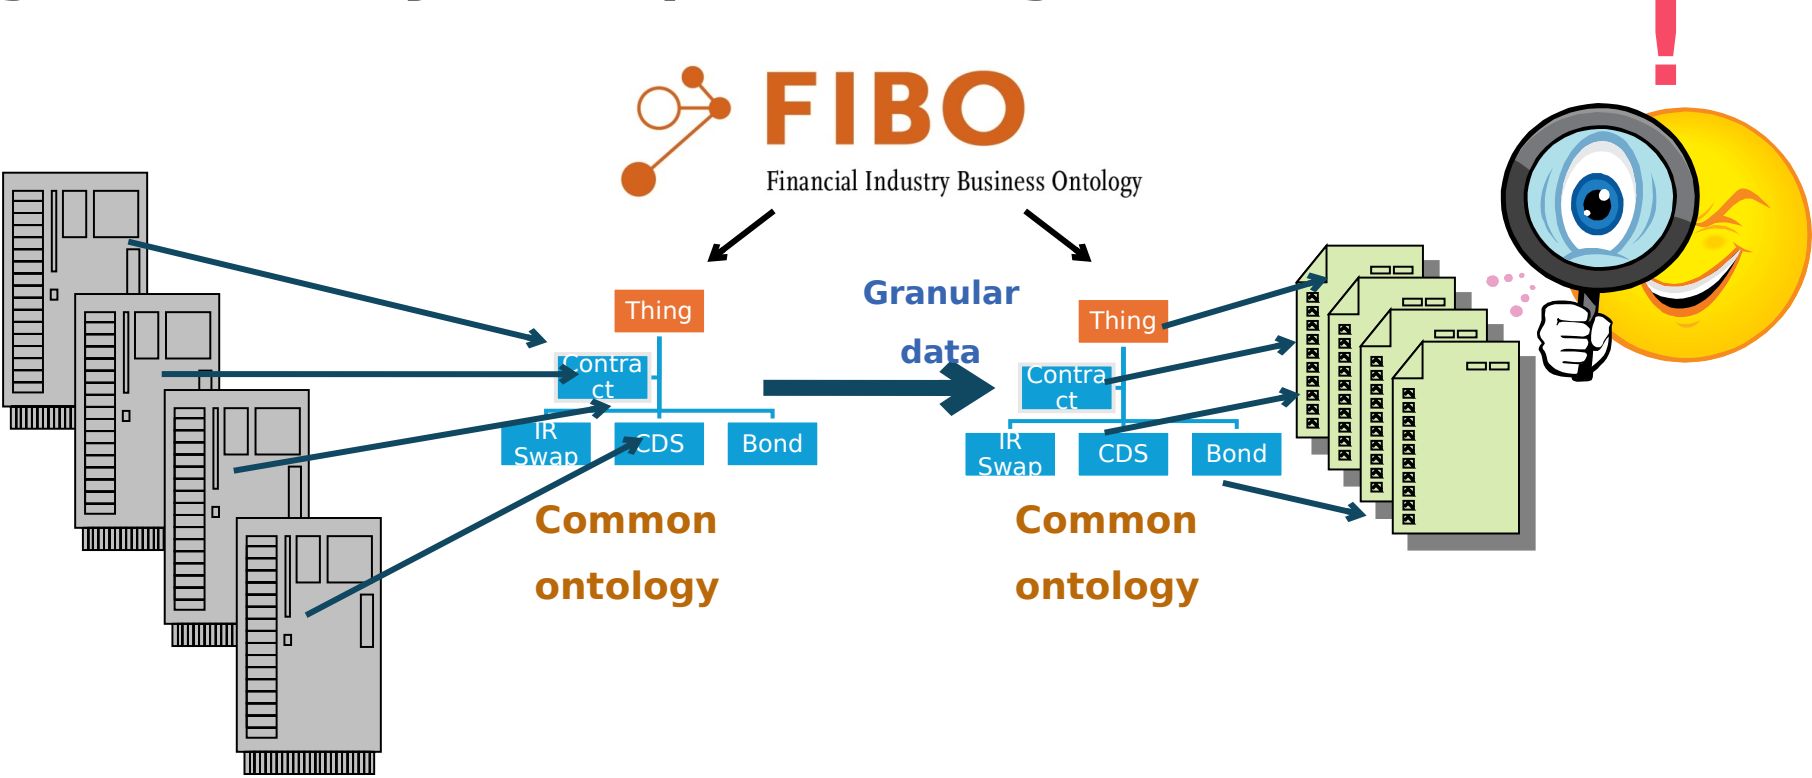 !
FIBO
Financial Industry Business Ontology
Granular
data
Thing
Contra
ct
IR
Swap
CDS
Bond
Common
ontology
Thing
Contra
ct
IR
Swap
CDS
Bond
Common
ontology